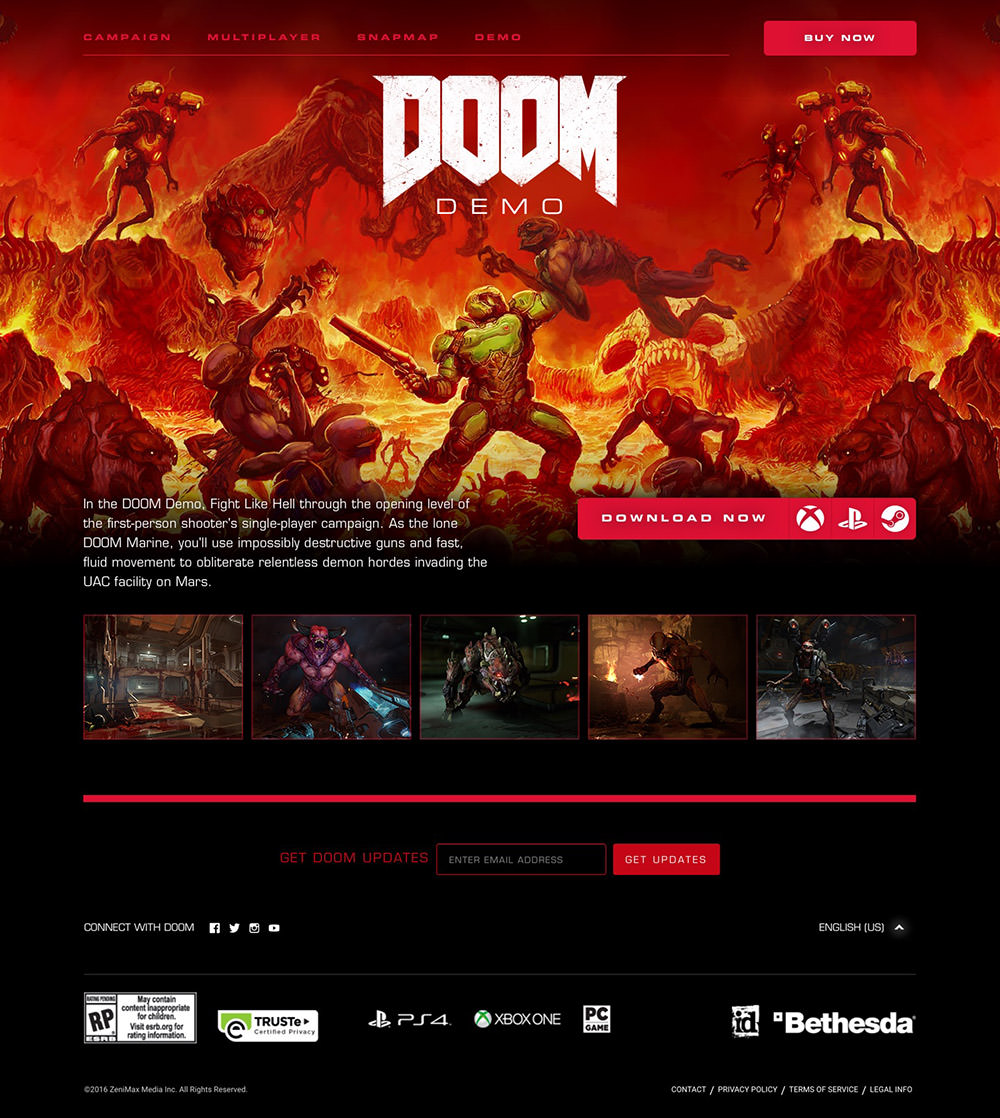 CAMPAIGN MULTIPLAYER SNAPMAP DEMO BUY NOW
DOOM
DEMO
In the DOOM Demo, Fight Like Hell through the opening level of
the first-person shooter's single-player campaign. As the lone
DOOM Marine, you'll use impossibly destructive guns and fast,
fluid movement to obliterate relentless demon hordes invading the
UAC facility on Mars.
DOWNLOAD NOW
GET DOOM UPDATES ENTER EMAIL ADDRESS GET UPDATES
CONNECT WITH DOOM ENGLISH (US)
RATING PENDING
RP
ESRB
May contain
content inappropriate
for children.
Visit esrb.org for
rating information.
TRUSTe
Certified Privacy
PS4
XBOX ONE
PC
GAME
id
Bethesda
©2016 ZeniMax Media Inc. All Rights Reserved. CONTACT / PRIVACY POLICY / TERMS OF SERVICE / LEGAL INFO